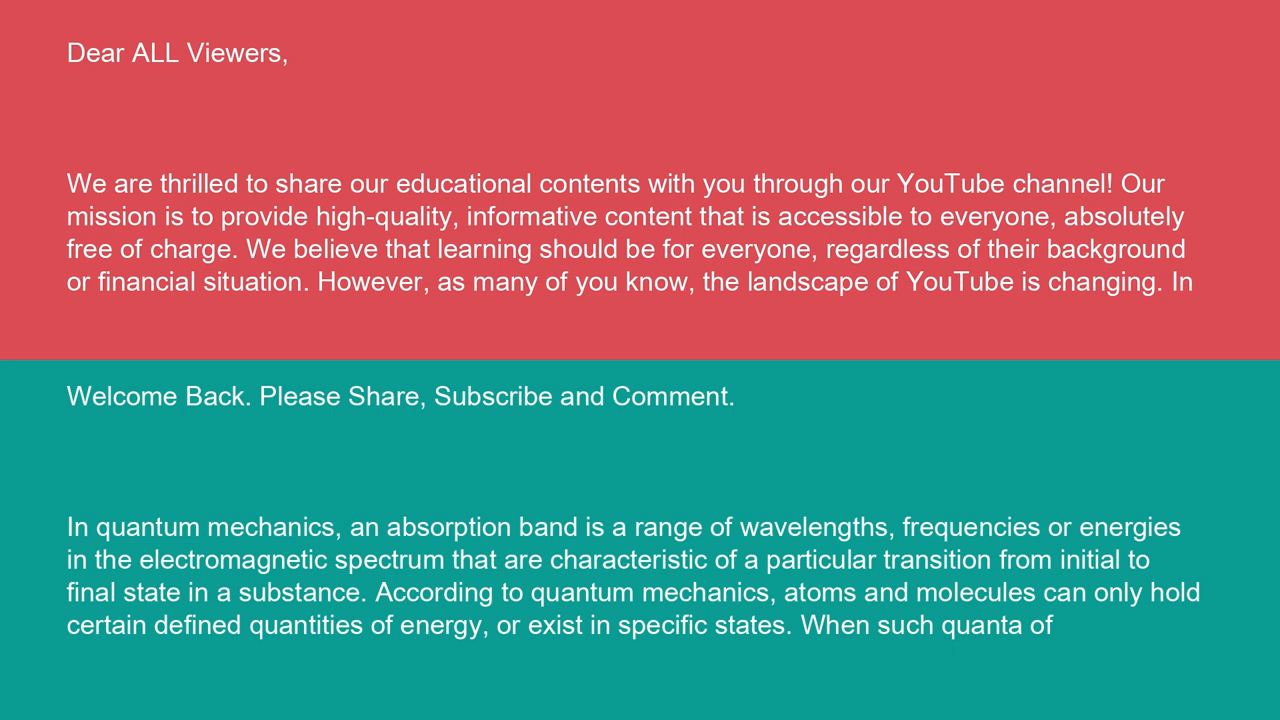 Dear ALL Viewers,
We are thrilled to share our educational contents with you through our YouTube channel! Our
mission is to provide high-quality, informative content that is accessible to everyone, absolutely
free of charge. We believe that learning should be for everyone, regardless of their background
or financial situation. However, as many of you know, the landscape of YouTube is changing. In
Welcome Back. Please Share, Subscribe and Comment.
In quantum mechanics, an absorption band is a range of wavelengths, frequencies or energies
in the electromagnetic spectrum that are characteristic of a particular transition from initial to
final state in a substance. According to quantum mechanics, atoms and molecules can only hold
certain defined quantities of energy, or exist in specific states. When such quanta of